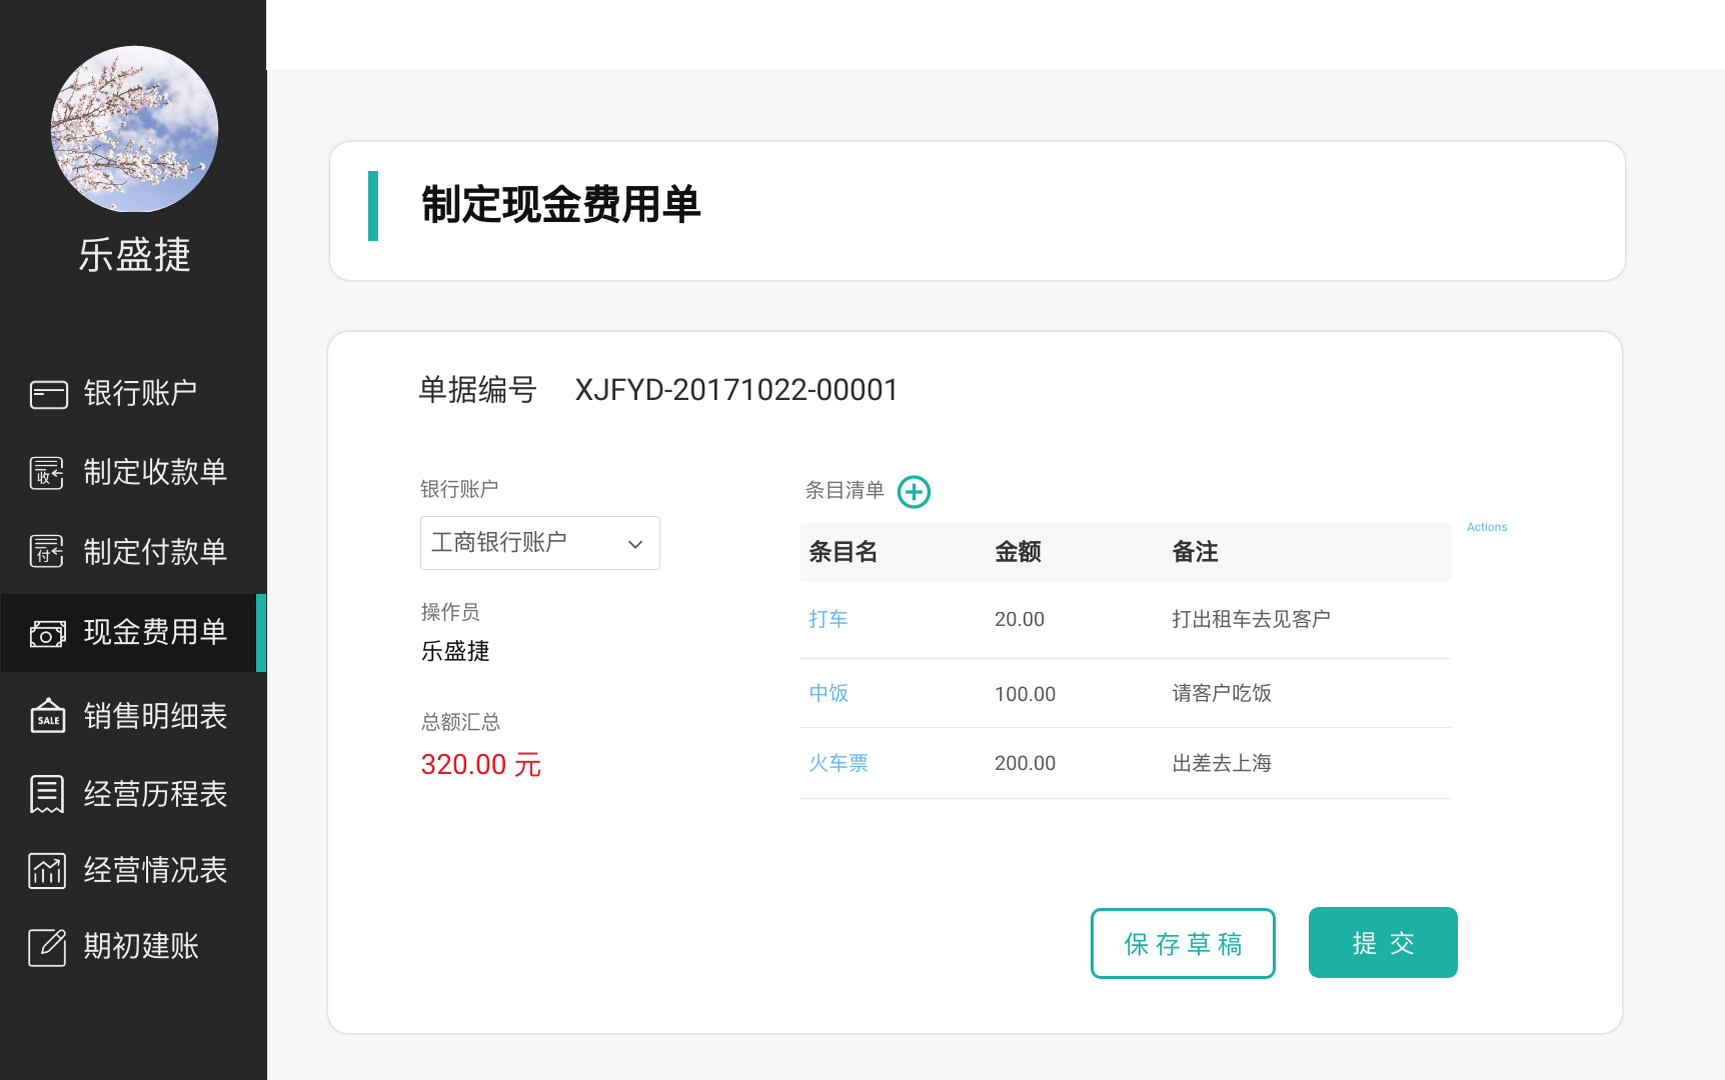 乐盛捷
银行账户
收
制定收款单
付
制定付款单
现金费用单
SALE
销售明细表
经营历程表
经营情况表
期初建账
制定现金费用单
单据编号 XJFYD-20171022-00001
银行账户
工商银行账户
操作员
乐盛捷
总额汇总
320.00 元
条目清单
Actions
条目名 金额 备注
打车 20.00 打出租车去见客户
中饭 100.00 请客户吃饭
火车票 200.00 出差去上海
保存草稿 提交